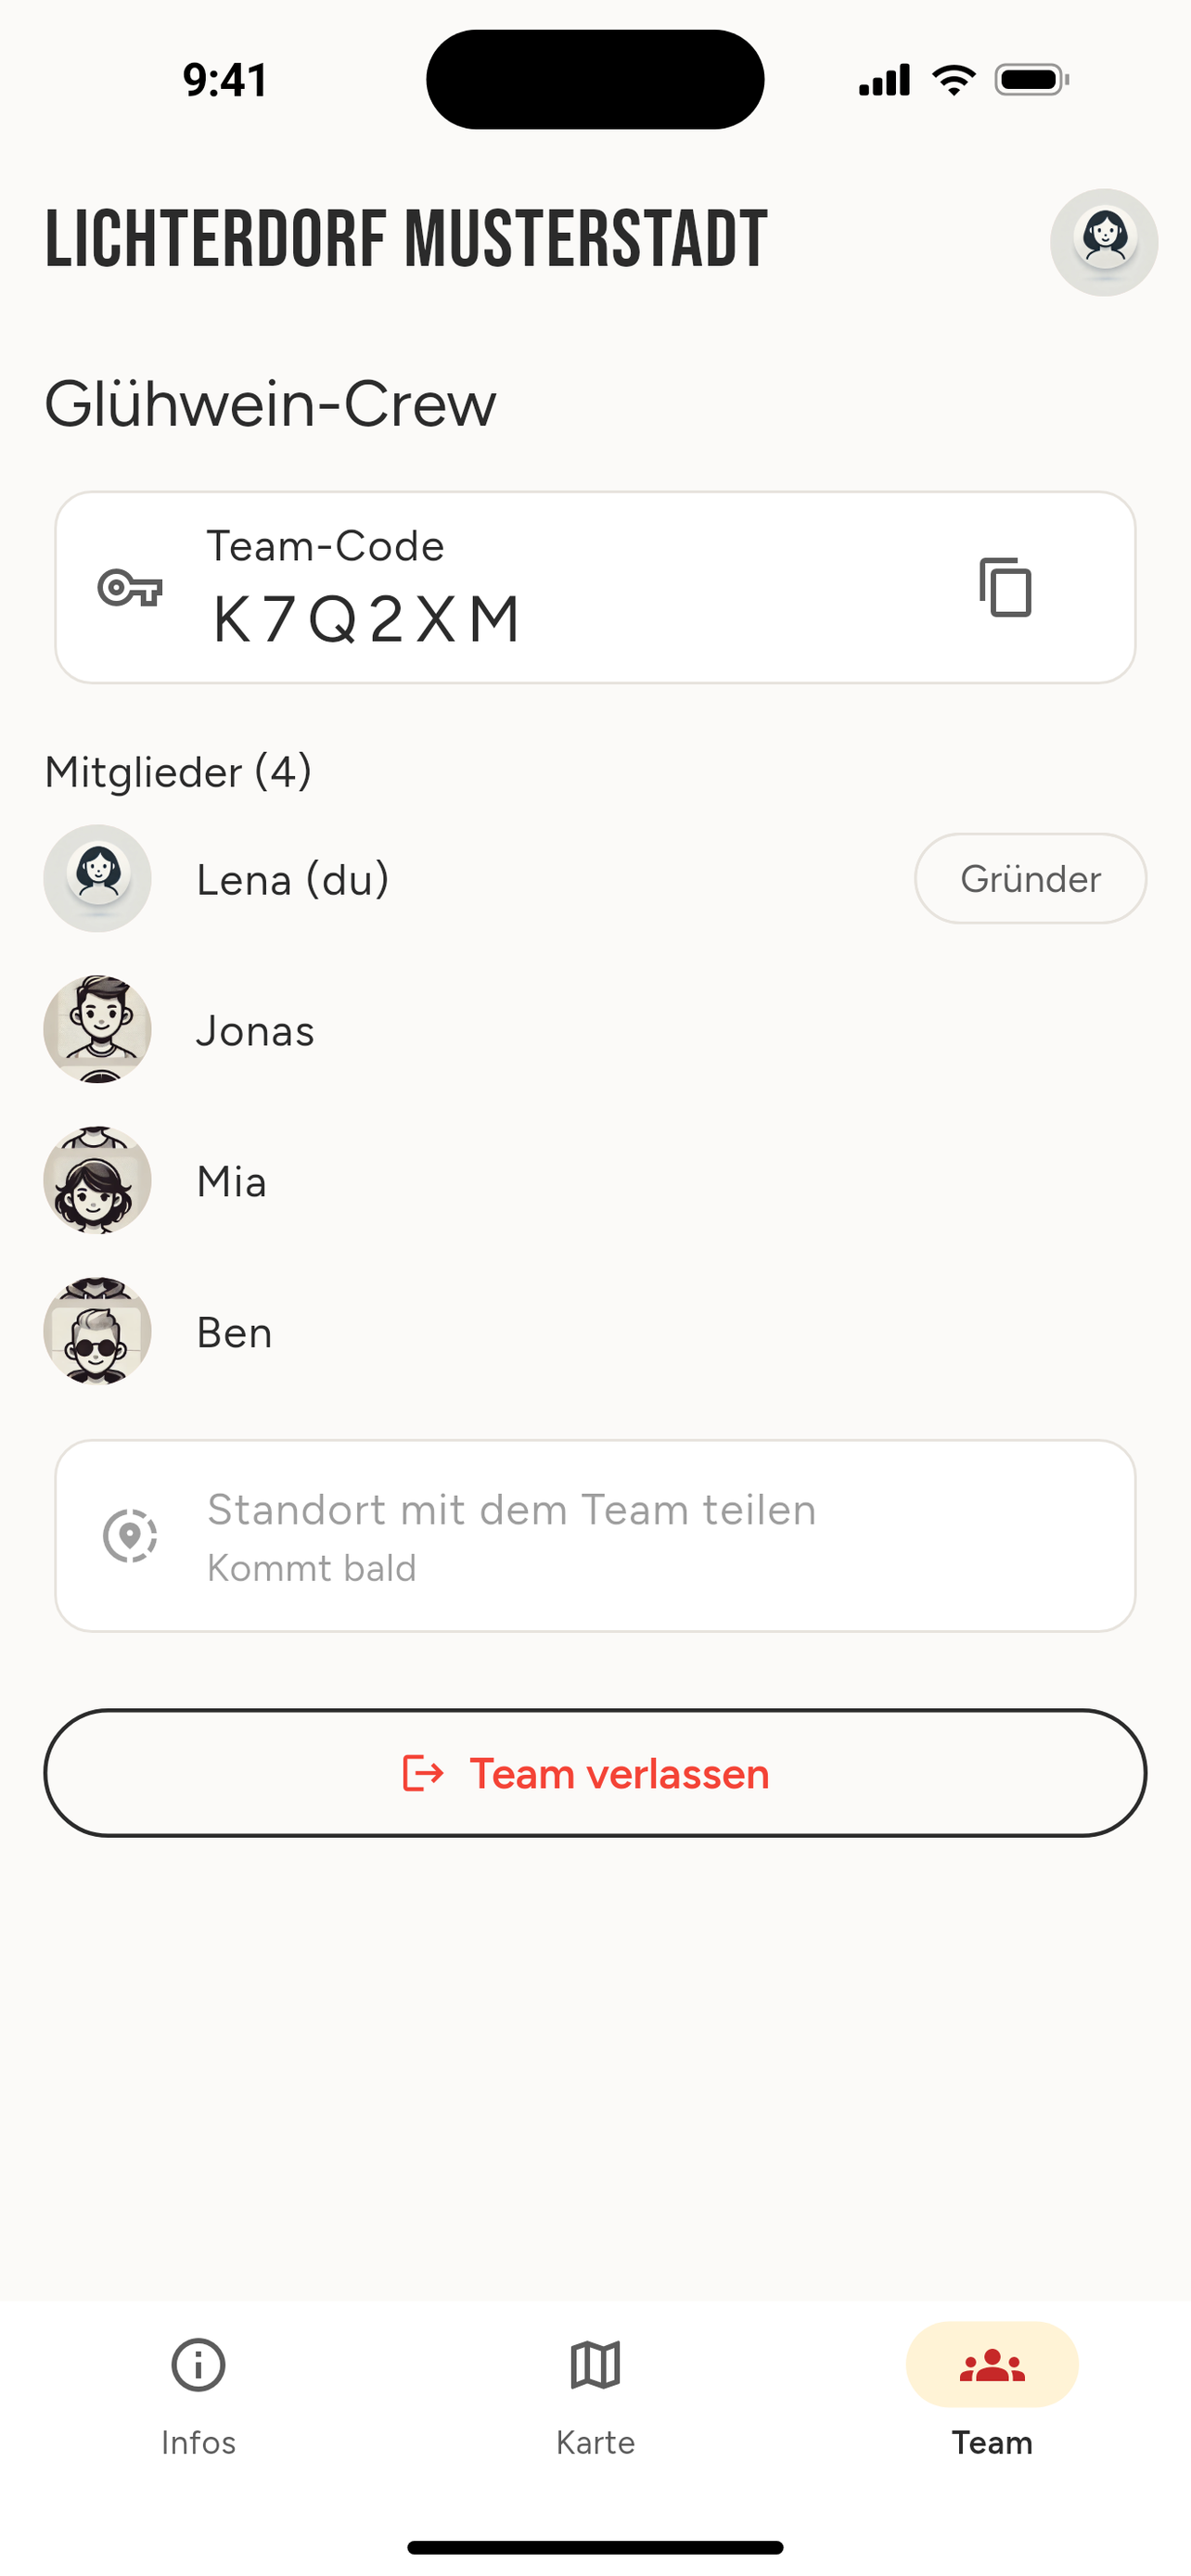 9:41
LICHTERDORF MUSTERSTADT
Glühwein-Crew
Team-Code
K7Q2XM
Mitglieder (4)
Lena (du)
Gründer
Jonas
Mia
Ben
Standort mit dem Team teilen
Kommt bald
Team verlassen
Infos
Karte
Team